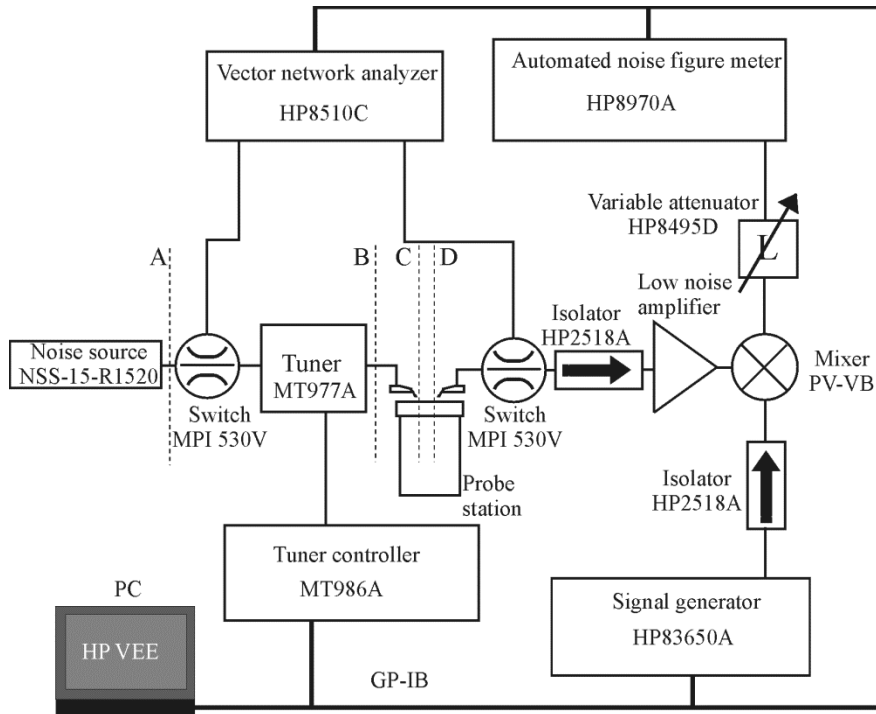 Vector network analyzer
HP8510C
Automated noise figure meter
HP8970A
Variable attenuator
HP8495D
L
A
B
C
D
Low noise
amplifier
Isolator
HP2518A
Noise source
NSS-15-R1520
Tuner
MT977A
Switch
MPI 530V
Switch
MPI 530V
Mixer
PV-VB
Probe
station
Isolator
HP2518A
Tuner controller
MT986A
Signal generator
HP83650A
PC
HP VEE
GP-IB